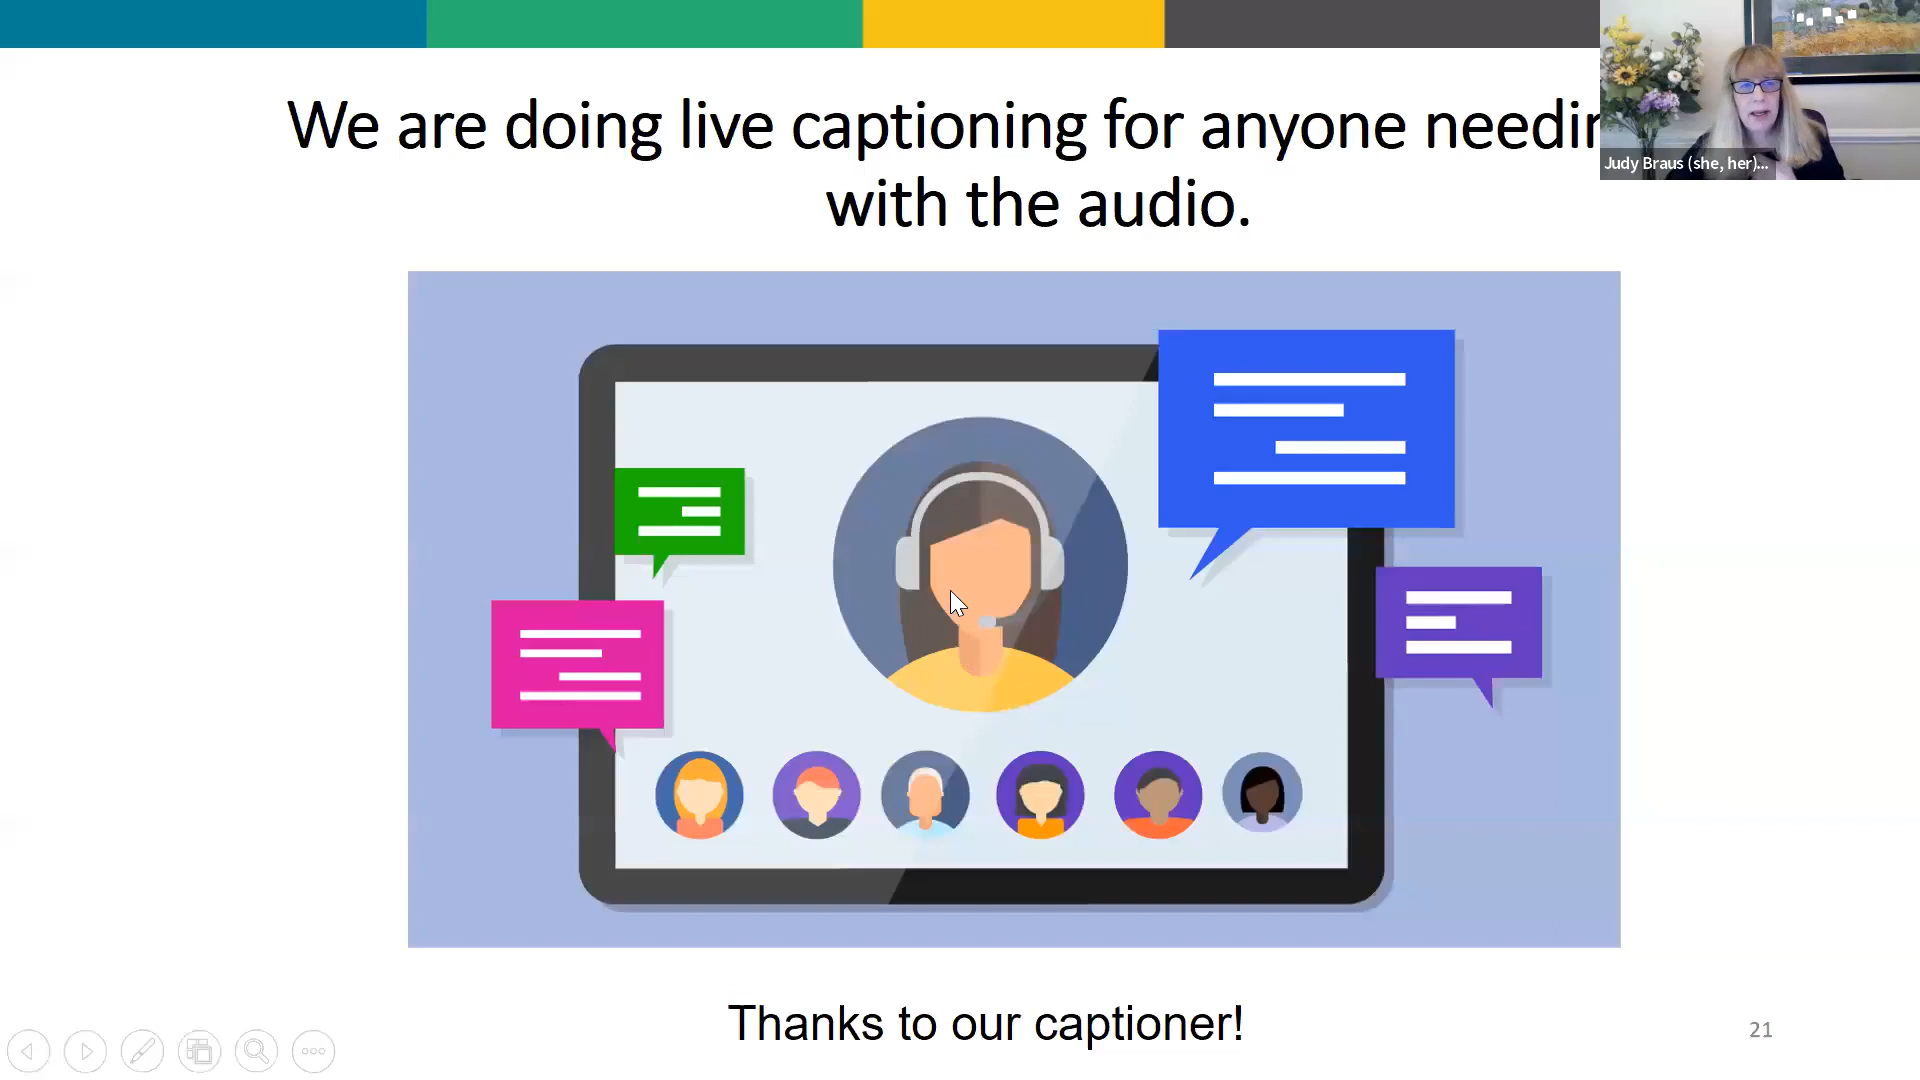 We are doing live captioning for anyone
with the audio.
Judy Braus (she, her)...
Thanks to our captioner!
21